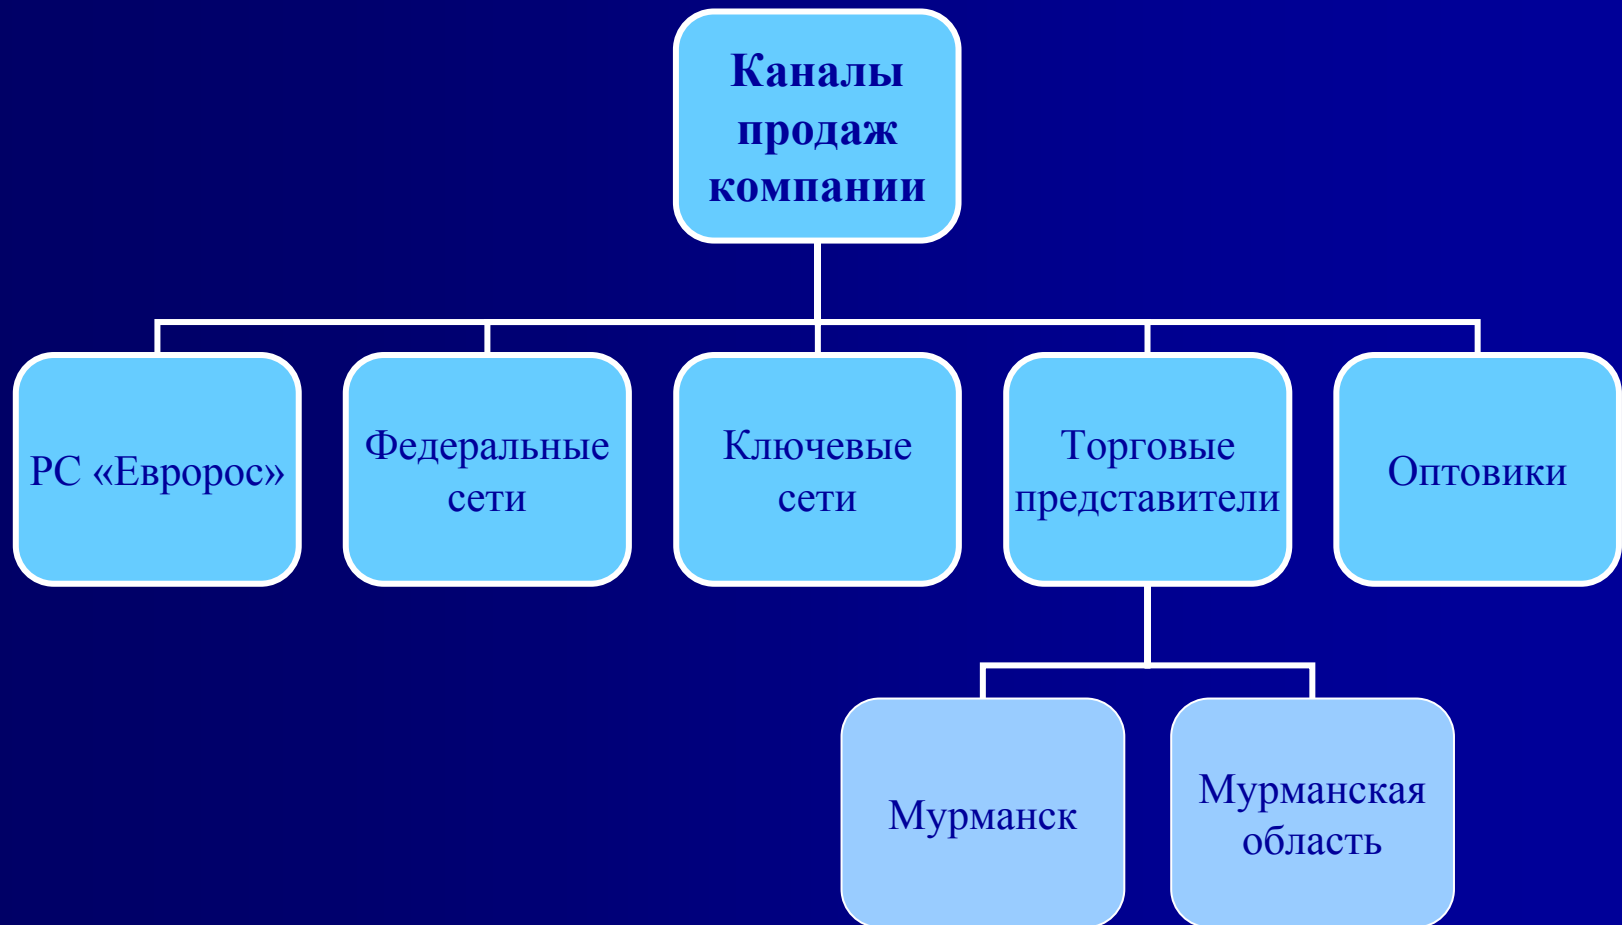 Каналы
продаж
компании
РС «Евророс»
Федеральные
сети
Ключевые
сети
Торговые
представители
Оптовики
Мурманск
Мурманская
область